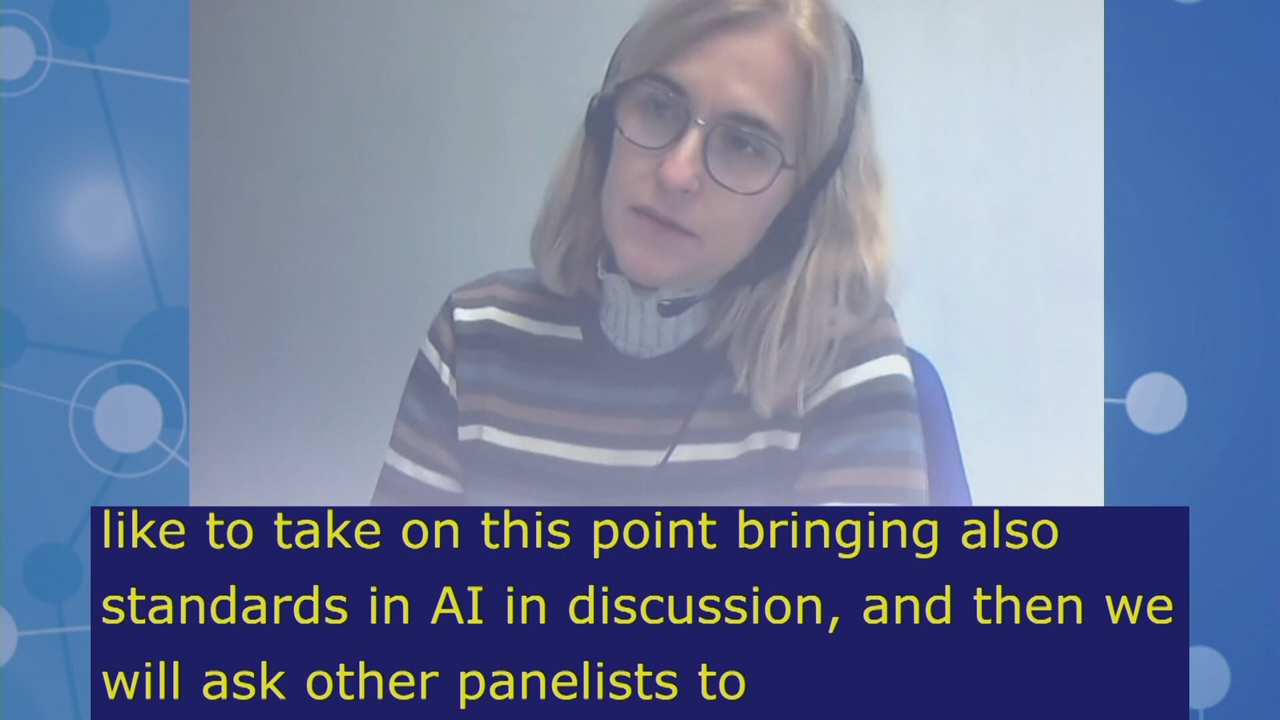 like to take on this point bringing also
standards in AI in discussion, and then we
will ask other panelists to